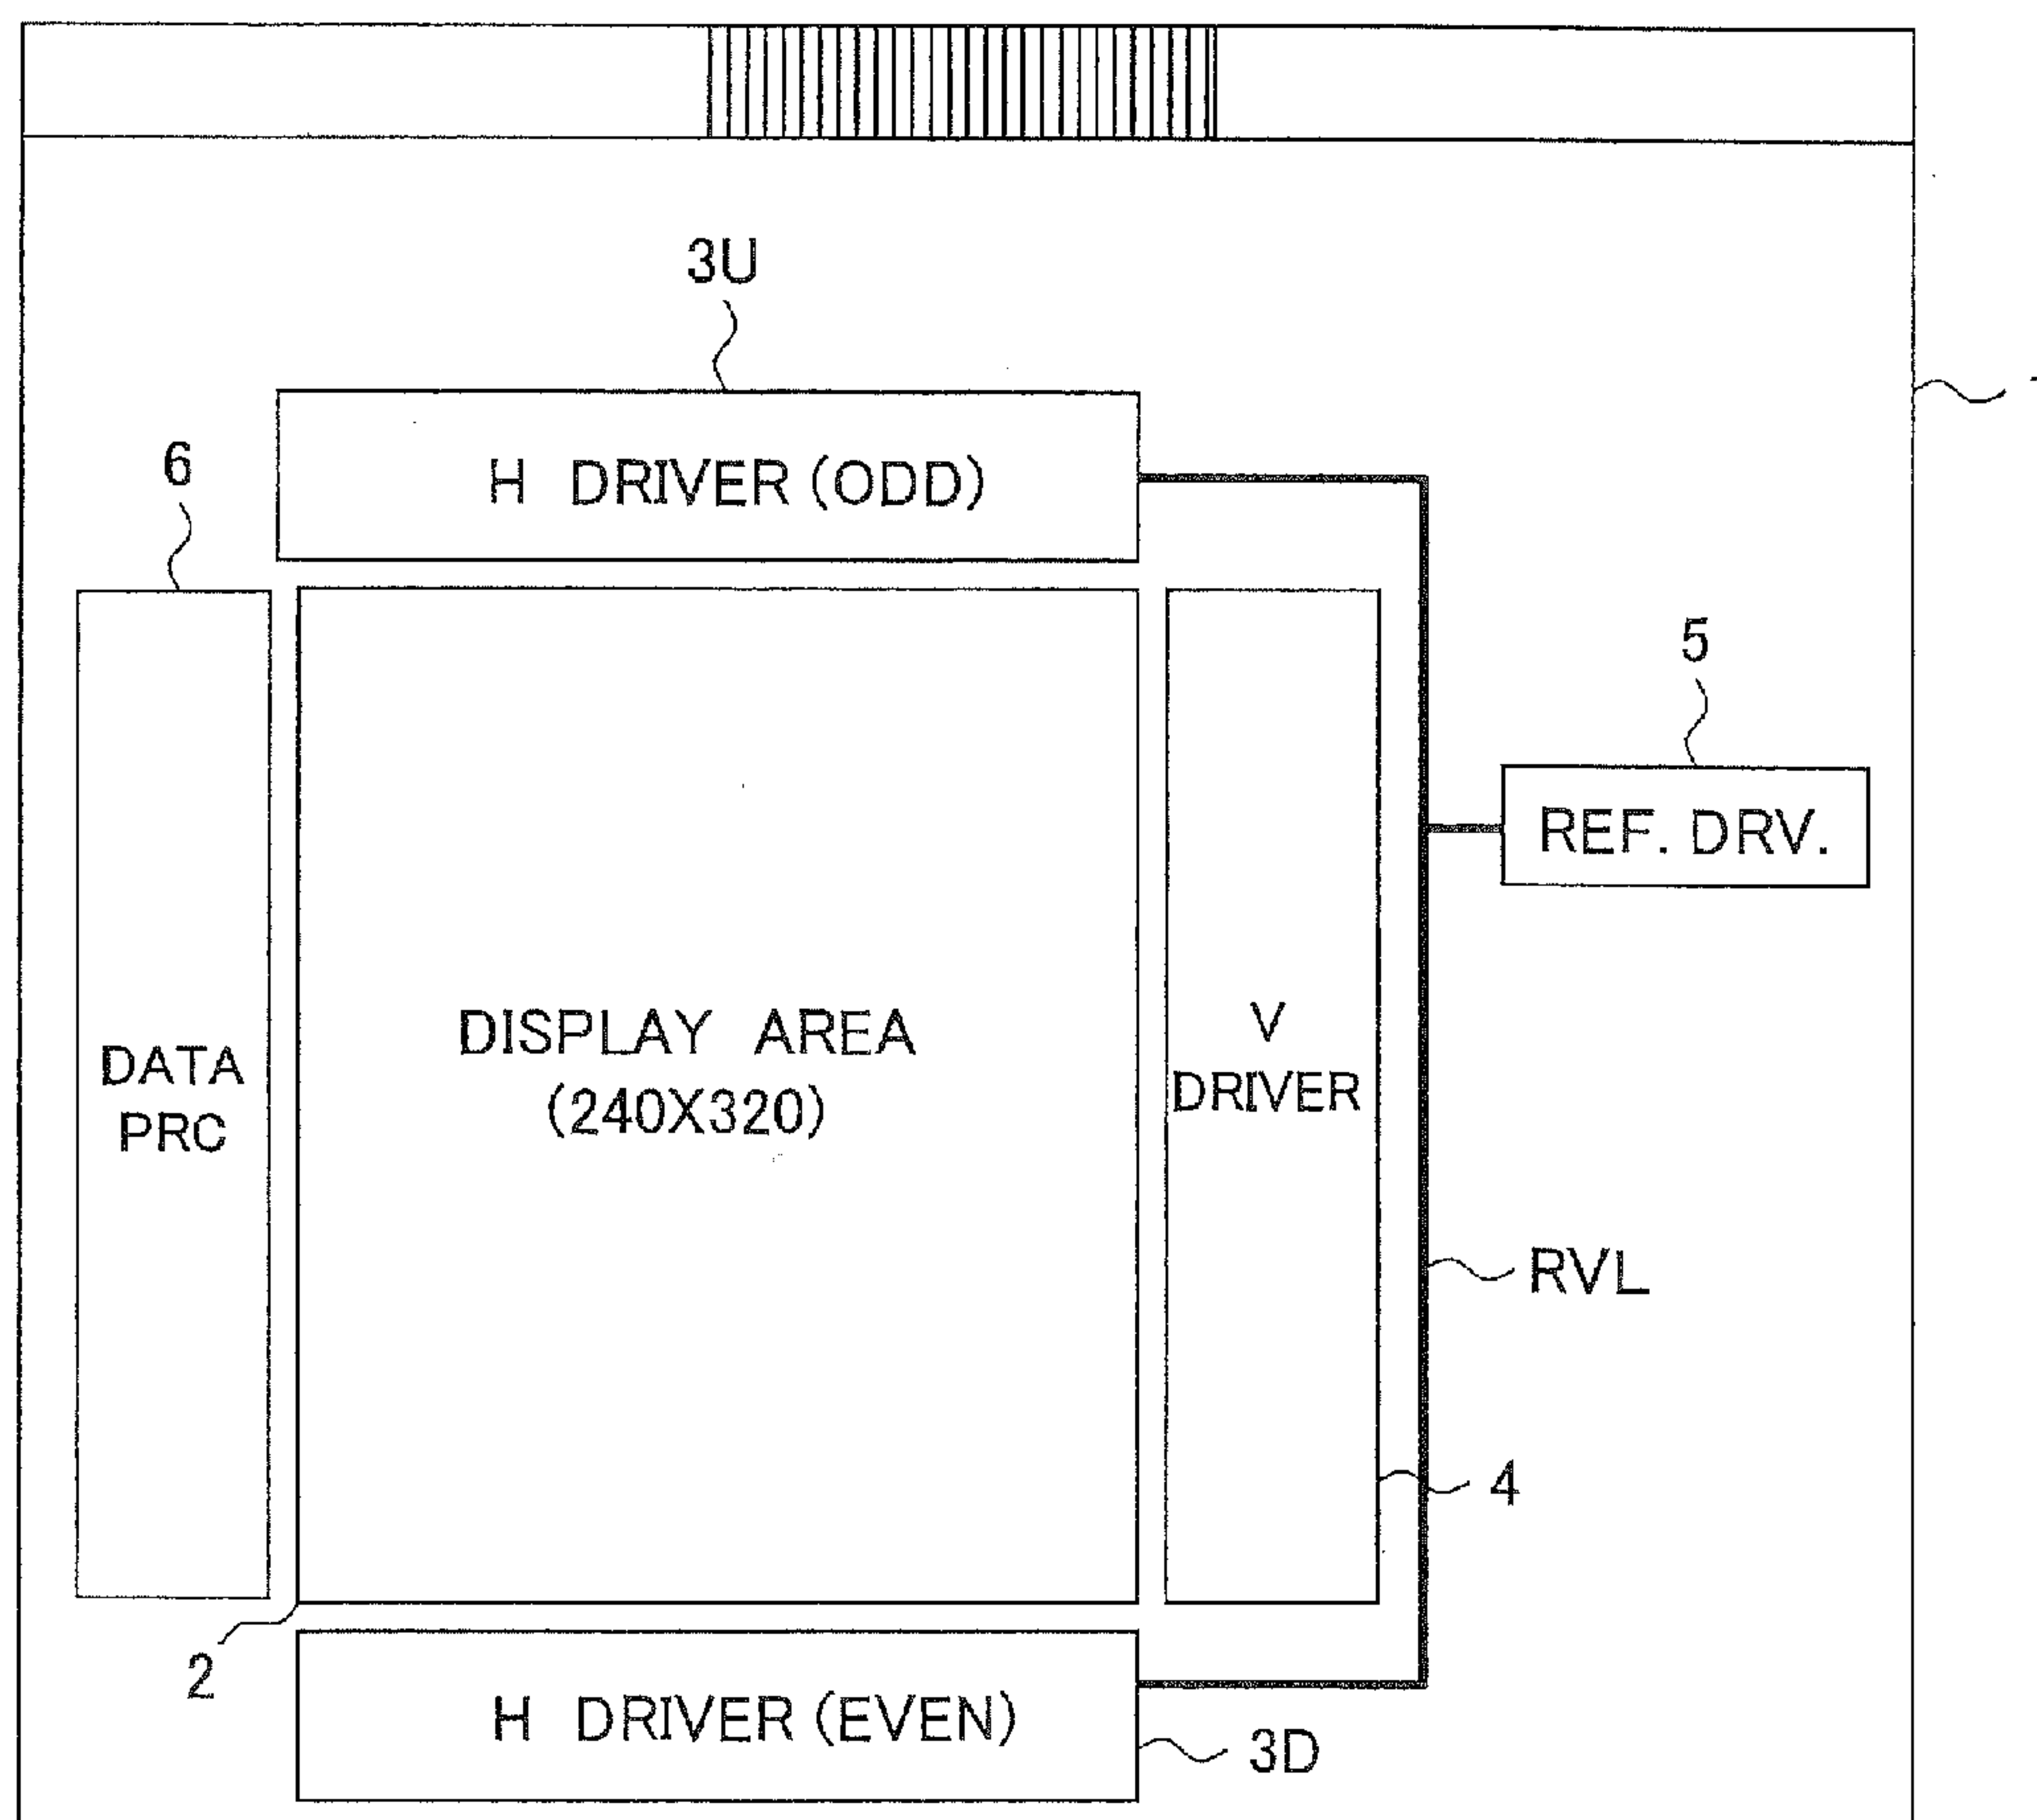 3U
H DRIVER (ODD)
6
5
REF. DRV.
DISPLAY AREA
(240X320)
V
DRIVER
DATA
PRC
RVL
4
2
H DRIVER (EVEN)
3D